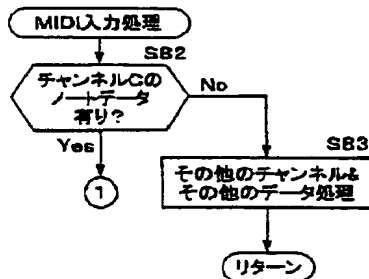 MIDI入力処理
SB2
チャンネルCの
ノートデータ
有り?
No
Yes
SB3
1
その他のチャンネル&
その他のデータ処理
リターン